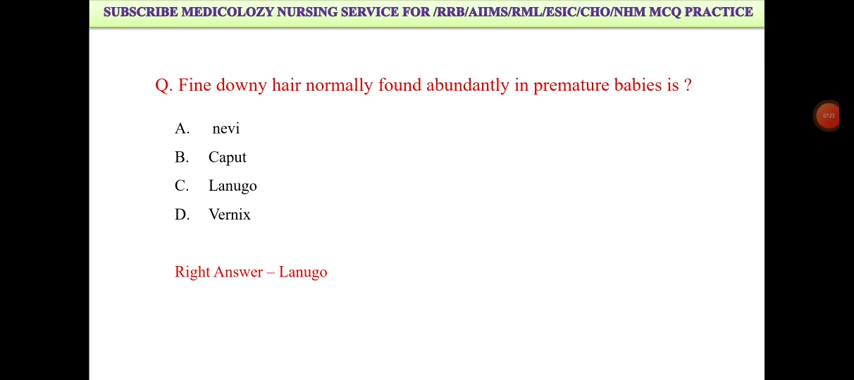 SUBSCRIBE MEDICOLOZY NURSING SERVICE FOR /RRB/AIIMS/RML/ESIC/CHO/NHM MCQ PRACTICE
Q. Fine downy hair normally found abundantly in premature babies is ?
A. nevi
B. Caput
C. Lanugo
D. Vernix
Right Answer – Lanugo